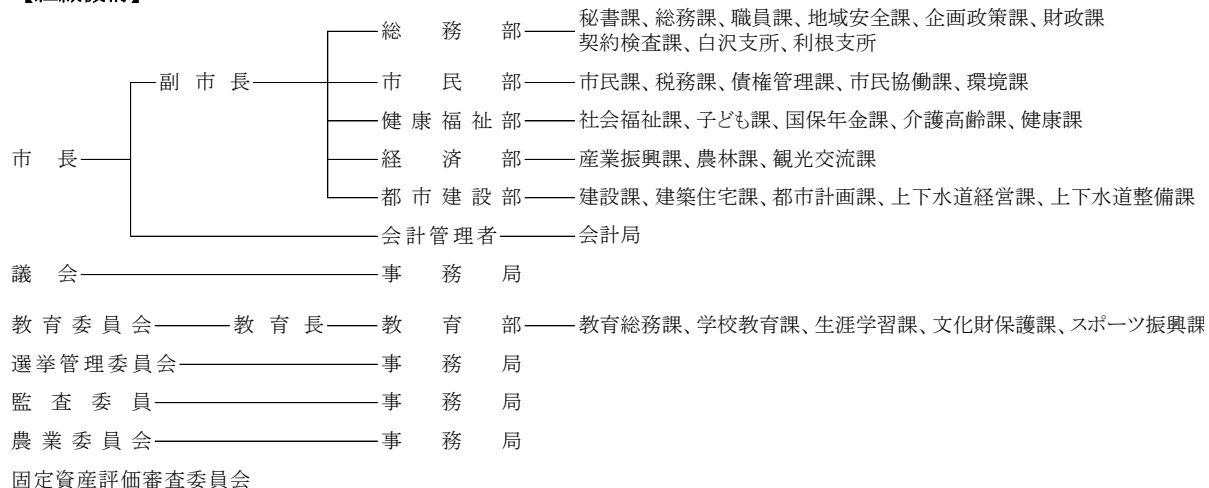 総務部 秘書課、総務課、職員課、地域安全課、企画政策課、財政課
契約検査課、白沢支所、利根支所
副市長 市民部 市民課、税務課、債権管理課、市民協働課、環境課
健康福祉部 社会福祉課、子ども課、国保年金課、介護高齢課、健康課
市長 経済部 産業振興課、農林課、観光交流課
都市建設部 建設課、建築住宅課、都市計画課、上下水道経営課、上下水道整備課
会計管理者 会計局
議会 事務局
教育委員会 教育長 教育部 教育総務課、学校教育課、生涯学習課、文化財保護課、スポーツ振興課
選挙管理委員会 事務局
監査委員 事務局
農業委員会 事務局
固定資産評価審査委員会